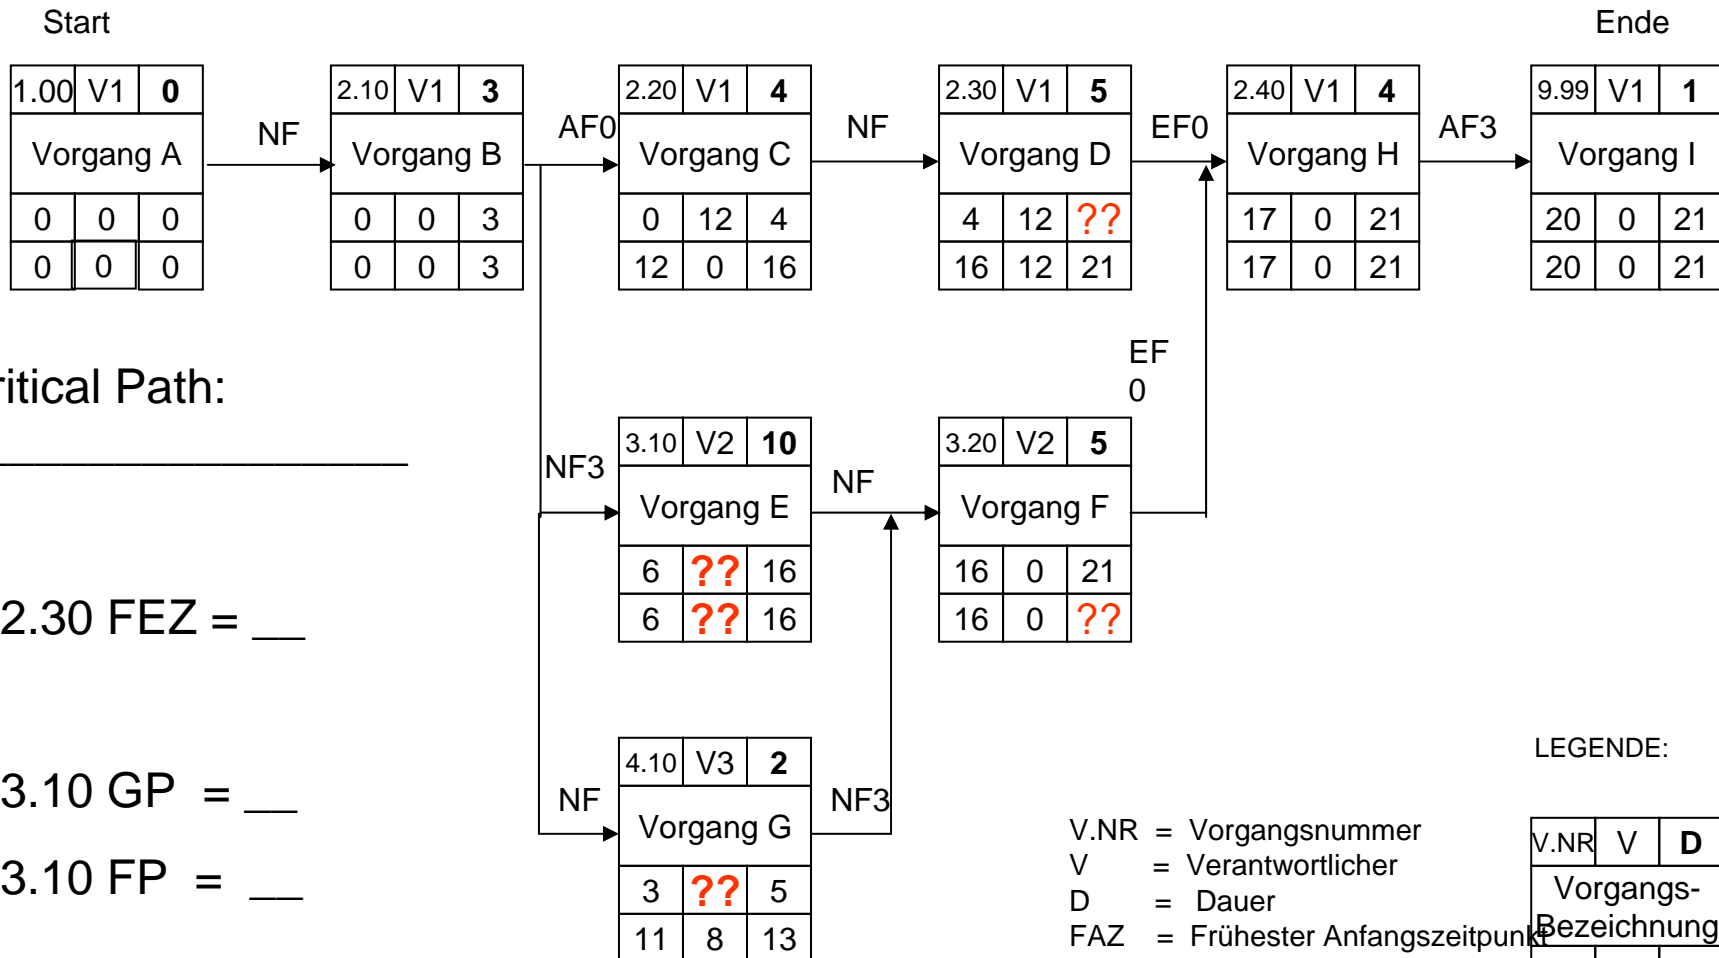 Start
Ende
1.00 V1 0
2.10 V1 3
2.20 V1 4
2.30 V1 5
2.40 V1 4
9.99 V1 1
NF
AF0
NF
EF0
AF3
Vorgang A
Vorgang B
Vorgang C
Vorgang D
Vorgang H
Vorgang I
0 0 0
0 0 3
0 12 4
4 12 ??
17 0 21
20 0 21
0 0 0
0 0 3
12 0 16
16 12 21
17 0 21
20 0 21
ritical Path:
EF
0
3.10 V2 10
3.20 V2 5
NF3
NF
Vorgang E
Vorgang F
6 ?? 16
16 0 21
6 ?? 16
16 0 ??
2.30 FEZ = __
4.10 V3 2
LEGENDE:
3.10 GP = __
NF
NF3
Vorgang G
V.NR = Vorgangsnummer
V = Verantwortlicher
D = Dauer
FAZ = Frühester Anfangszeitpunkt
V.NR V D
Vorgangs-
Bezeichnung
3.10 FP = __
3 ?? 5
11 8 13